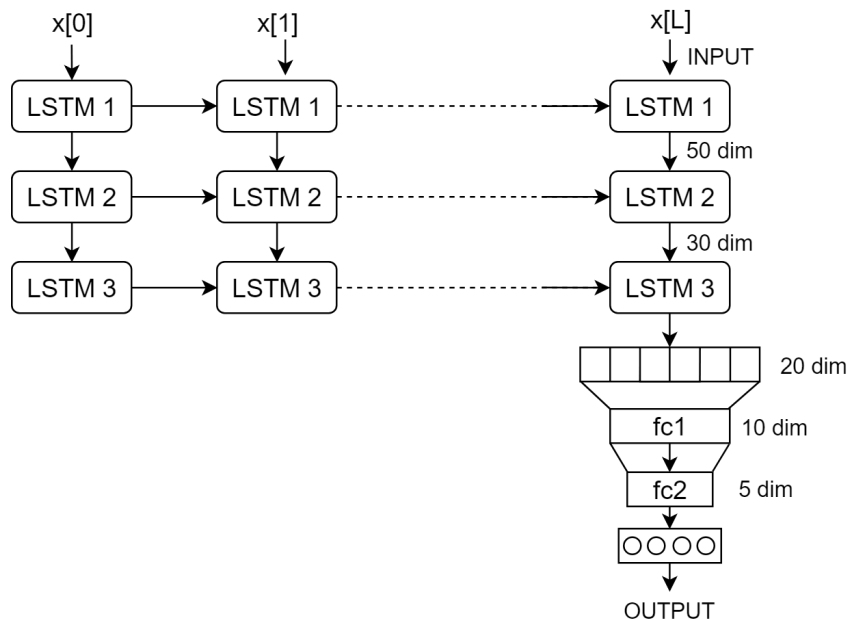 x[0] x[1] x[L]
INPUT
LSTM 1 LSTM 1 LSTM 1
50 dim
LSTM 2 LSTM 2 LSTM 2
30 dim
LSTM 3 LSTM 3 LSTM 3
20 dim
fc1 10 dim
fc2 5 dim
OUTPUT